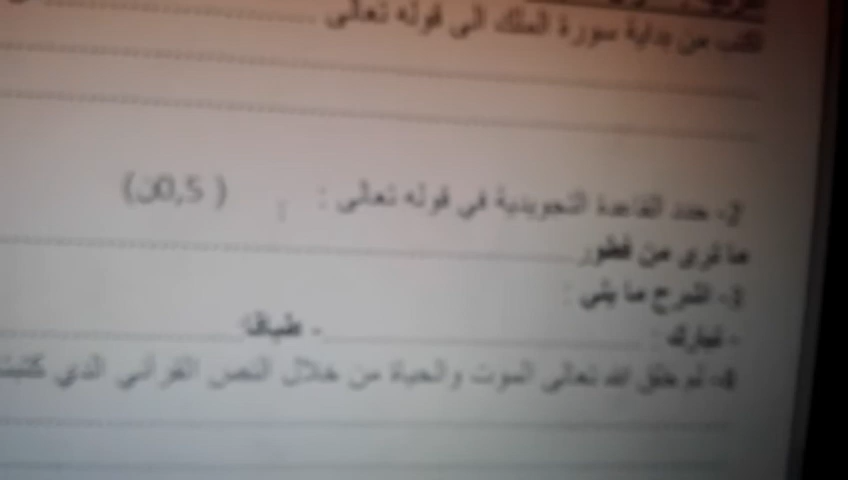 اكتب من بداية سورة الملك الى قوله تعالى
2- حدد القاعدة التجويدية في قوله تعالى : (0,5ن)
ما ترى من فطور
3- اشرح ما يلي :
- تبارك : - طباقا
4- لم خلق الله تعالى الموت والحياة من خلال النص القرآني الذي